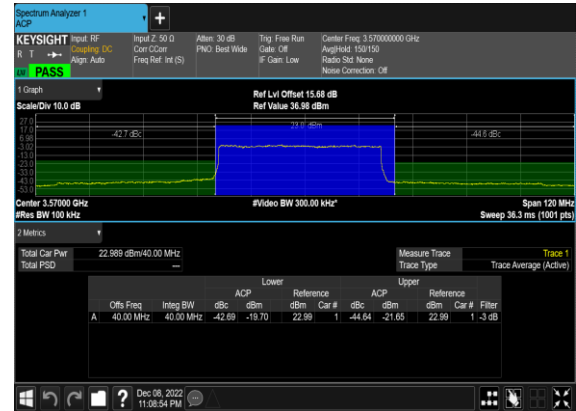 Spectrum Analyzer 1
ACP
+
KEYSIGHT Input: RF Input Z: 50 Ω Atten: 30 dB Trig: Free Run Center Freq: 3.570000000 GHz
R T Coupling: DC Corr CCorr PNO: Best Wide Gate: Off Avg|Hold: 150/150
Align: Auto Freq Ref: Int (S) IF Gain: Low Radio Std: None
PASS Noise Correction: Off
1 Graph
Ref Lvl Offset 15.68 dB
Scale/Div 10.0 dB Ref Value 36.98 dBm
27.0
17.0 -42.7 dBc 23.0 dBm -44.6 dBc
6.98
-3.02
-13.0
-23.0
-33.0
-43.0
-53.0
Center 3.57000 GHz #Video BW 300.00 kHz* Span 120 MHz
#Res BW 100 kHz Sweep 36.3 ms (1001 pts)
2 Metrics
Total Car Pwr 22.989 dBm/40.00 MHz Measure Trace Trace 1
Total PSD --- Trace Type Trace Average (Active)
Lower Upper
ACP Reference ACP Reference
Offs Freq Integ BW dBc dBm dBm Car # dBc dBm dBm Car # Filter
A 40.00 MHz 40.00 MHz -42.69 -19.70 22.99 1 -44.64 -21.65 22.99 1 -3 dB
? Dec 08, 2022
11:08:54 PM